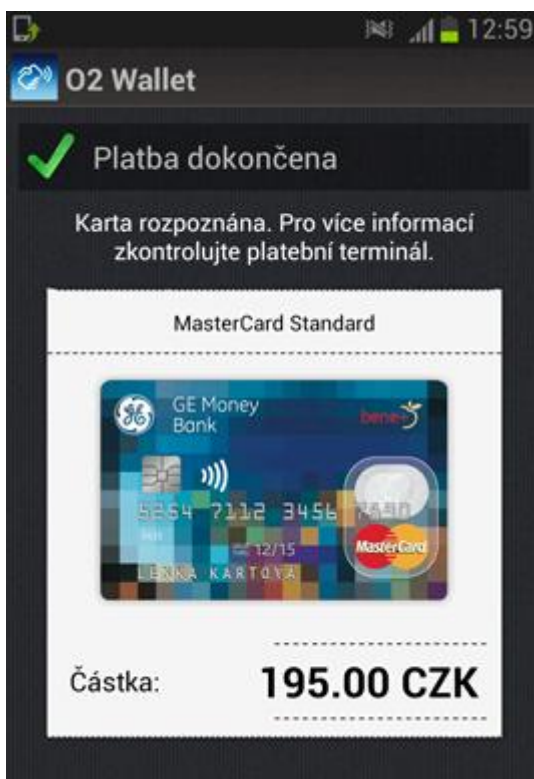 12:59
O2 Wallet
Platba dokončena
Karta rozpoznána. Pro více informací
zkontrolujte platební terminál.
MasterCard Standard
GE Money
Bank
bene+
7112 3456
12/15
MasterCard
LENKA KARTOVA
Částka: 195.00 CZK